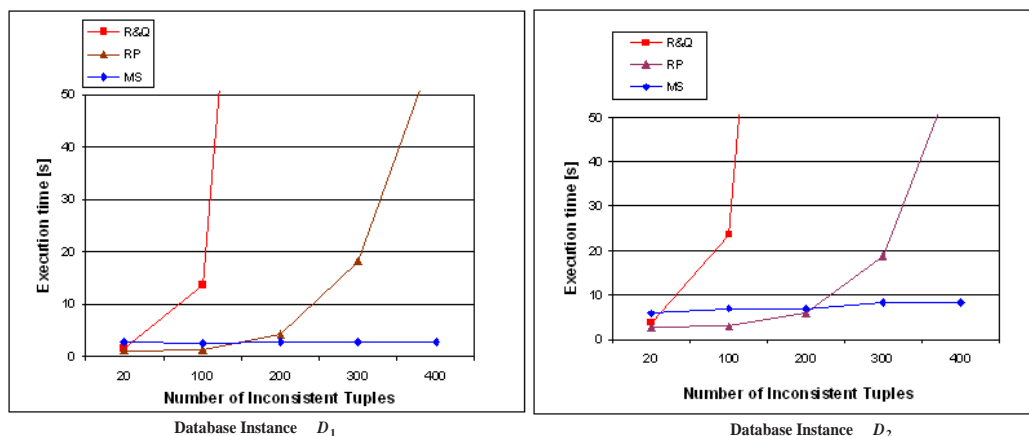 R&Q
RP
MS
50
40
30
20
10
0
Execution time [s]
20 100 200 300 400
Number of Inconsistent Tuples
Database Instance D1
R&Q
RP
MS
50
40
30
20
10
0
Execution time [s]
20 100 200 300 400
Number of Inconsistent Tuples
Database Instance D2